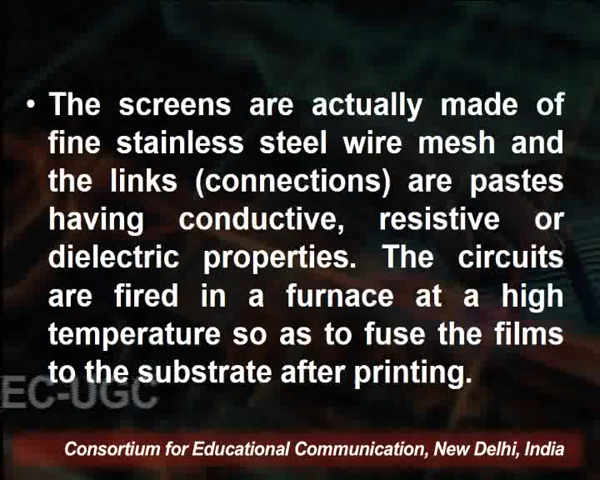 • The screens are actually made of
fine stainless steel wire mesh and
the links (connections) are pastes
having conductive, resistive or
dielectric properties. The circuits
are fired in a furnace at a high
temperature so as to fuse the films
to the substrate after printing.
EC-UGC
Consortium for Educational Communication, New Delhi, India